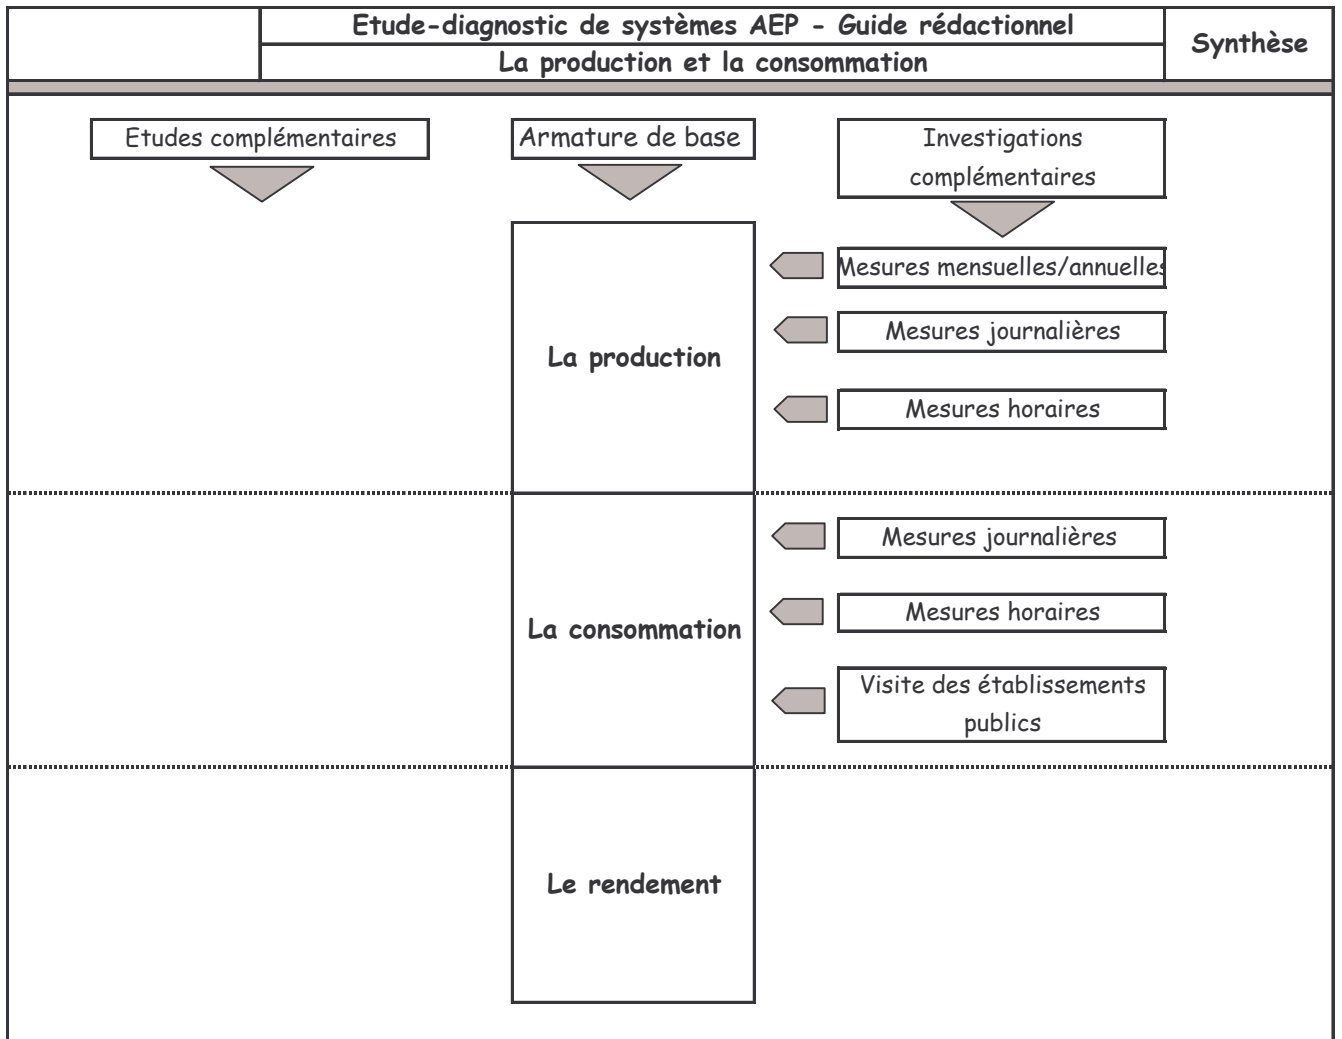 Etude-diagnostic de systèmes AEP - Guide rédactionnel
La production et la consommation
Synthèse
Etudes complémentaires
Armature de base
Investigations
complémentaires
Mesures mensuelles/annuelles
Mesures journalières
La production
Mesures horaires
Mesures journalières
Mesures horaires
La consommation
Visite des établissements
publics
Le rendement